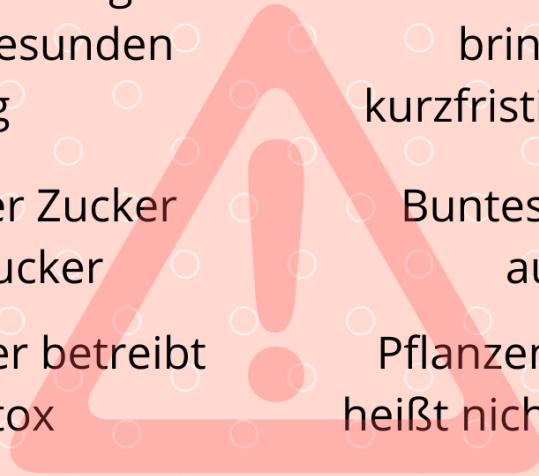 esunden
g
er Zucker
ucker
er betreibt
tox
brin
kurzfristi
Buntes
au
Pflanzen
heißt nich